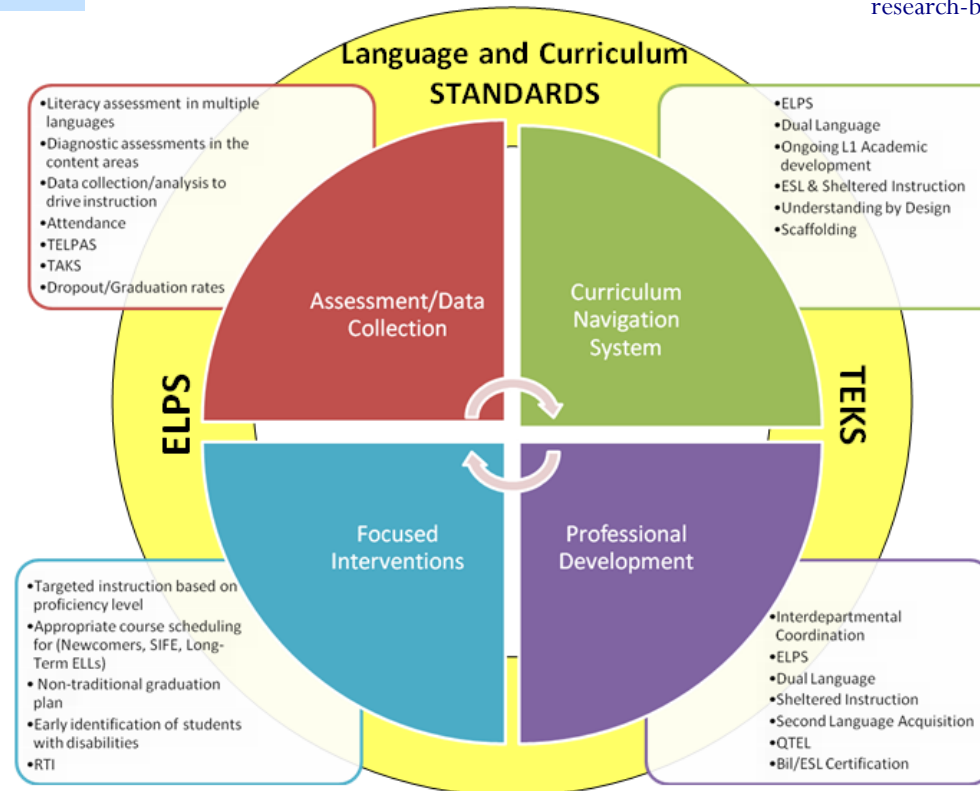 research-b
Language and Curriculum
STANDARDS
•Literacy assessment in multiple
languages
•Diagnostic assessments in the
content areas
•Data collection/analysis to
drive instruction
•Attendance
•TELPAS
•TAKS
•Dropout/Graduation rates
•ELPS
•Dual Language
•Ongoing L1 Academic
development
•ESL & Sheltered Instruction
•Understanding by Design
•Scaffolding
Assessment/Data
Collection
Curriculum
Navigation
System
ELPS
TEKS
Focused
Interventions
Professional
Development
•Targeted instruction based on
proficiency level
•Appropriate course scheduling
for (Newcomers, SIFE, Long-
Term ELLs)
• Non-traditional graduation
plan
•Early identification of students
with disabilities
•RTI
•Interdepartmental
Coordination
•ELPS
•Dual Language
•Sheltered Instruction
•Second Language Acquisition
•QTEL
•Bil/ESL Certification